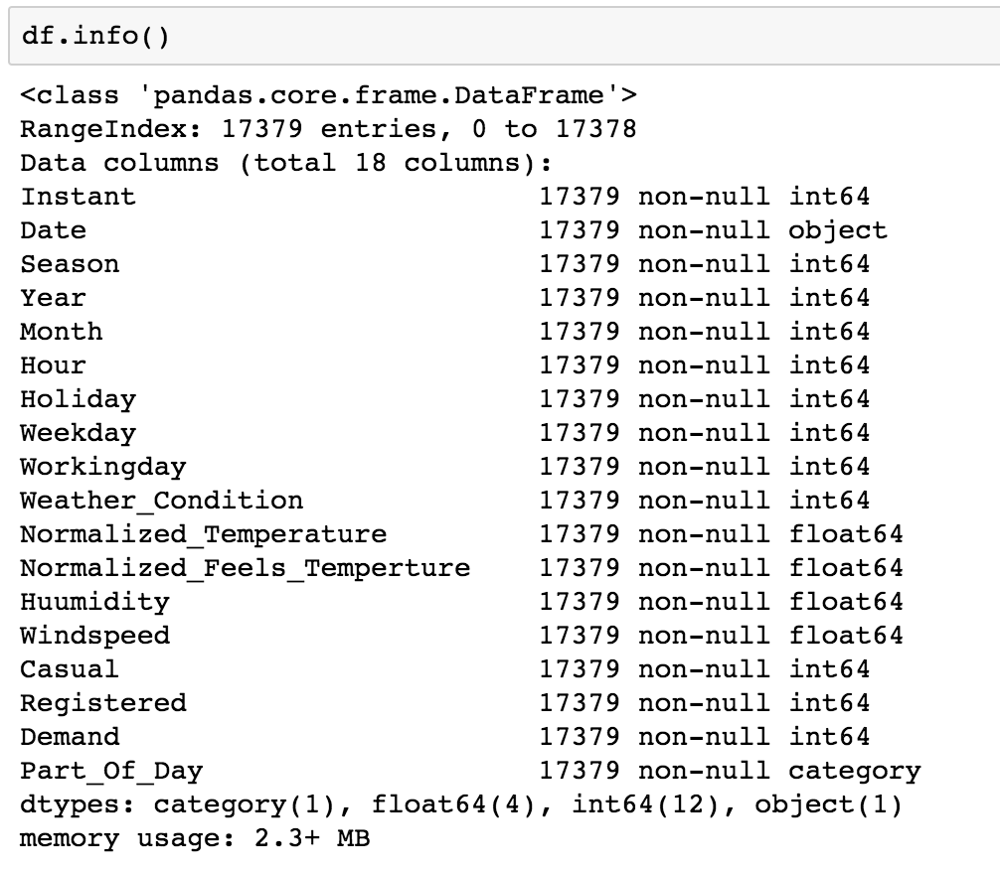 df.info()
<class 'pandas.core.frame.DataFrame'>
RangeIndex: 17379 entries, 0 to 17378
Data columns (total 18 columns):
Instant                        17379 non-null int64
Date                           17379 non-null object
Season                         17379 non-null int64
Year                           17379 non-null int64
Month                          17379 non-null int64
Hour                           17379 non-null int64
Holiday                        17379 non-null int64
Weekday                        17379 non-null int64
Workingday                     17379 non-null int64
Weather_Condition              17379 non-null int64
Normalized_Temperature         17379 non-null float64
Normalized_Feels_Temperture    17379 non-null float64
Huumidity                      17379 non-null float64
Windspeed                      17379 non-null float64
Casual                         17379 non-null int64
Registered                     17379 non-null int64
Demand                         17379 non-null int64
Part_Of_Day                    17379 non-null category
dtypes: category(1), float64(4), int64(12), object(1)
memory usage: 2.3+ MB